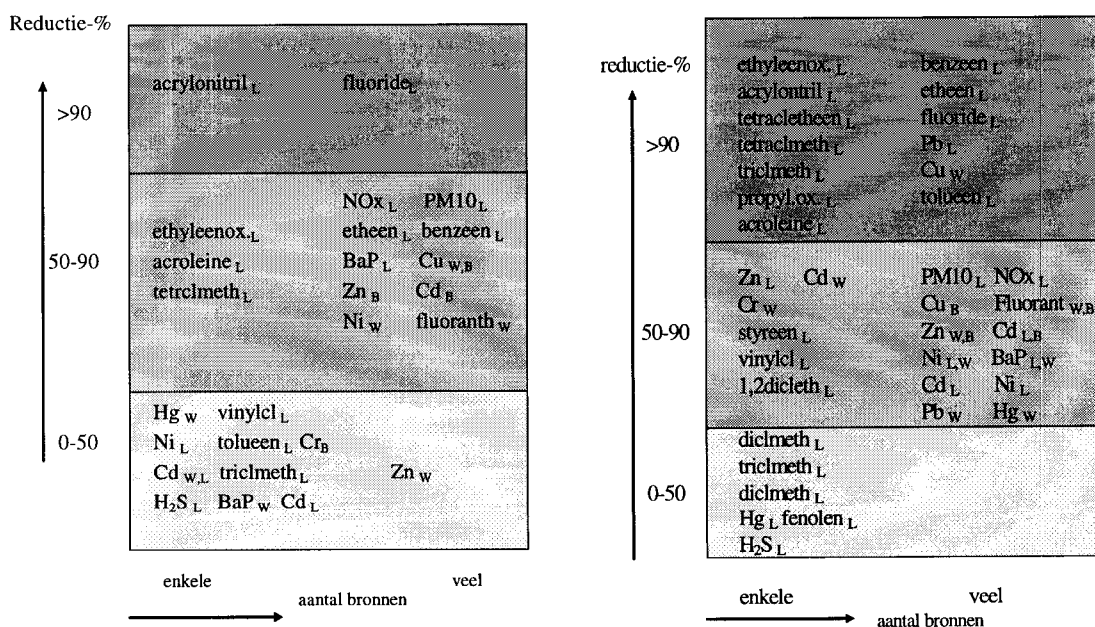 Reductie-%
>90
acrylonitril L fluoride L
50-90
NOx L PM10 L
ethyleenox. L etheen L benzeen L
acroleine L BaP L Cu W,B
tetrclmeth L Zn B Cd B
Ni W fluoranth W
0-50
Hg W vinylcl L
Ni L tolueen L Cr B
Cd W,L triclmeth L Zn W
H₂S L BaP W Cd L
enkele veel
aantal bronnen
reductie-%
>90
ethyleenox. L benzeen L
acrylontril L etheen L
tetracletheen L fluoride L
tetraclmeth L Pb L
triclmeth L Cu W
propyl.ox. L tolueen L
acroleine L
50-90
Zn L Cd W PM10 L NOx L
Cr W Cu B Fluorant W,B
styreen L Zn W,B Cd L,B
vinylcl L Ni L,W BaP L,W
1,2dicleth L Cd L Ni L
Pb W Hg W
0-50
diclmeth L
triclmeth L
diclmeth L
Hg L fenolen L
H₂S L
enkele veel
aantal bronnen